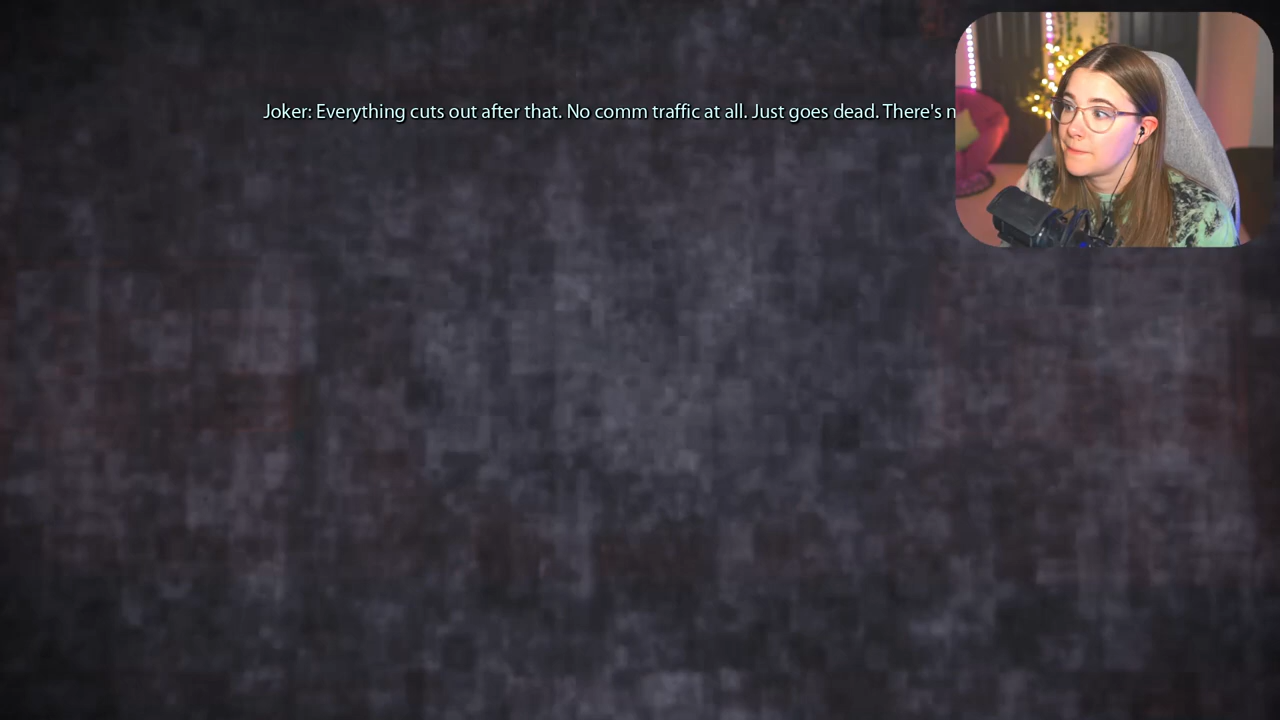 Joker: Everything cuts out after that. No comm traffic at all. Just goes dead. There's